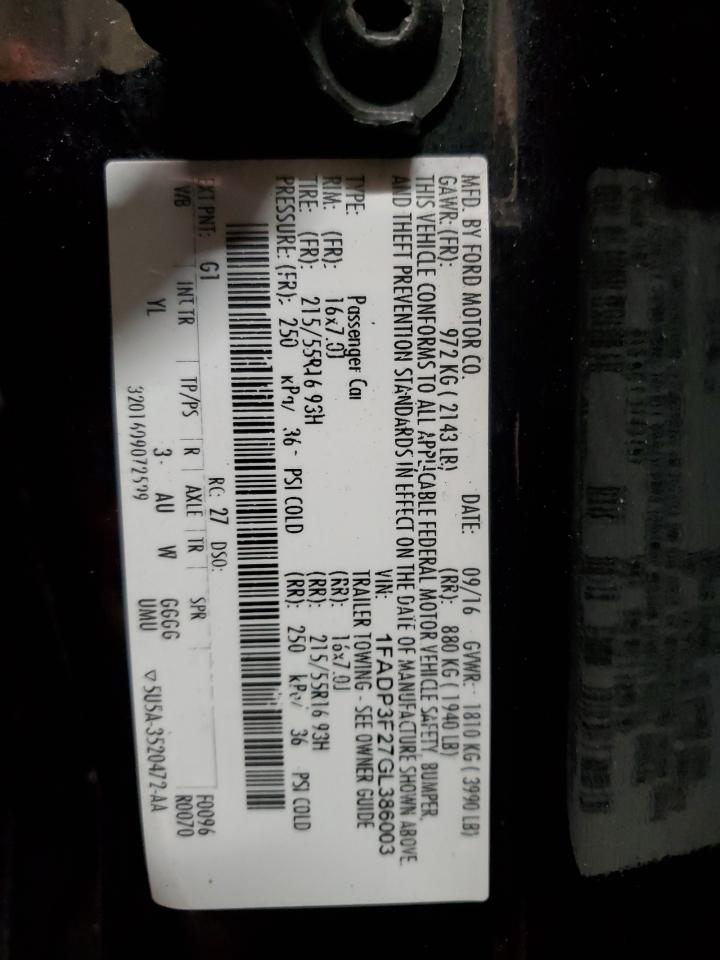 MFD. BY FORD MOTOR CO. DATE: 09/16 GVWR: 1810 KG ( 3990 LB)
GAWR: (FR): 972 KG ( 2143 LB) (RR): 880 KG ( 1940 LB)
THIS VEHICLE CONFORMS TO ALL APPLICABLE FEDERAL MOTOR VEHICLE SAFETY, BUMPER,
AND THEFT PREVENTION STANDARDS IN EFFECT ON THE DATE OF MANUFACTURE SHOWN ABOVE.
VIN: 1FADP3F27GL386003
TYPE: Passenger Car TRAILER TOWING - SEE OWNER GUIDE
RIM: (FR): 16x7.0J (RR): 16x7.0J
TIRE: (FR): 215/55R16 93H (RR): 215/55R16 93H
PRESSURE: (FR): 250 kPa/ 36 - PSI COLD (RR): 250 kPa/ 36 PSI COLD
RC: 27 DSO:
EXT PNT: G1 F0096
W/B INT TR TP/PS R AXLE TR SPR R0070
YL 3 AU W GGGG
UMU
3201699072599 ▽5U5A-3520472-AA